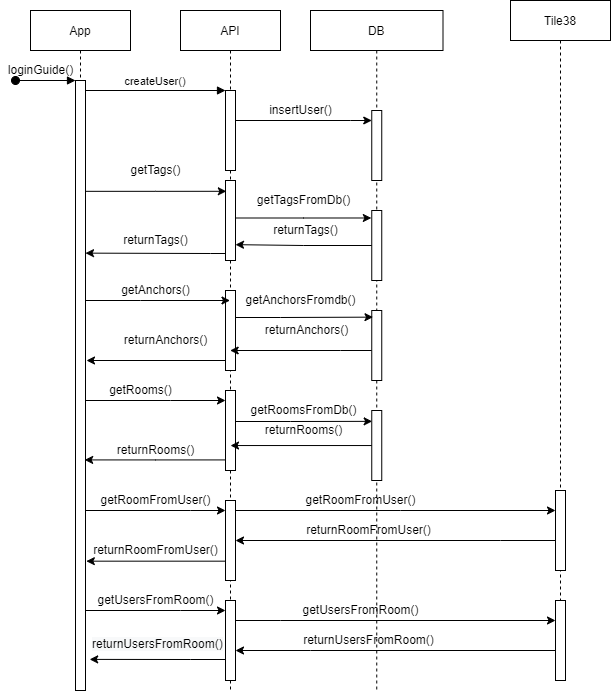 App
API
DB
Tile38
loginGuide()
createUser()
insertUser()
getTags()
getTagsFromDb()
returnTags()
returnTags()
getAnchors()
getAnchorsFromdb()
returnAnchors()
returnAnchors()
getRooms()
getRoomsFromDb()
returnRooms()
returnRooms()
getRoomFromUser()
getRoomFromUser()
returnRoomFromUser()
returnRoomFromUser()
getUsersFromRoom()
getUsersFromRoom()
returnUsersFromRoom()
returnUsersFromRoom()